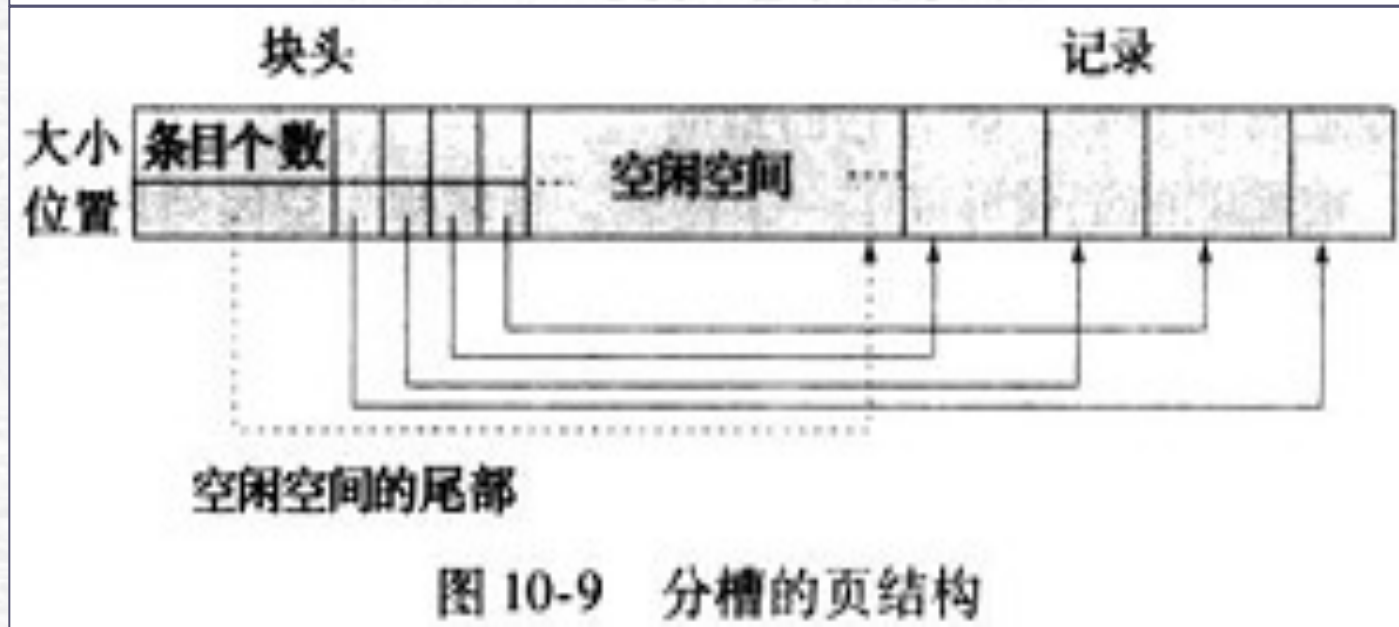 块头 记录
大小 条目个数
空闲空间
位置
空闲空间的尾部
图 10-9 分槽的页结构